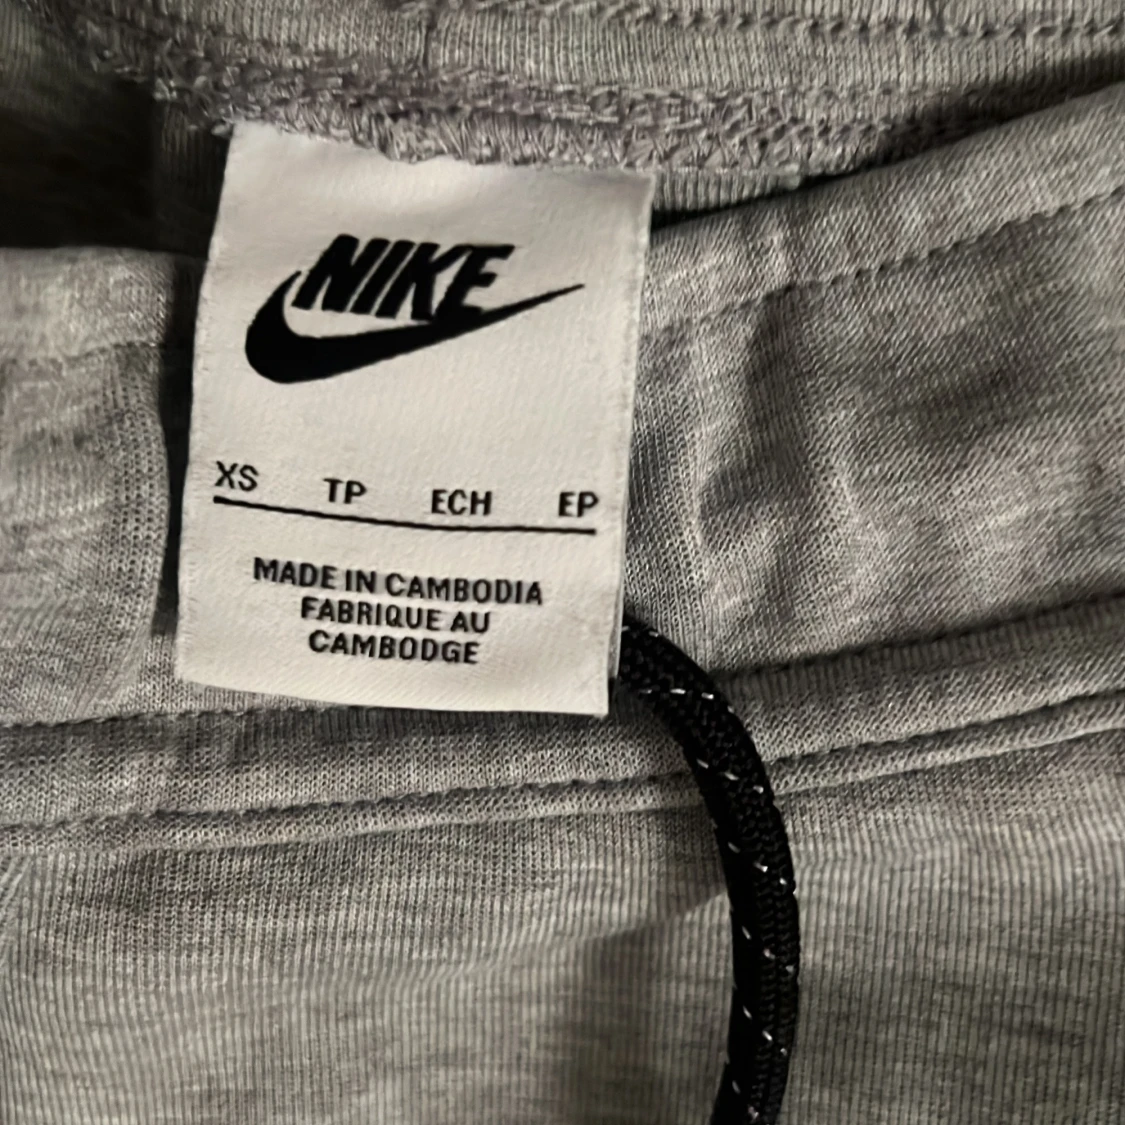 NIKE
XS TP ECH EP
MADE IN CAMBODIA
FABRIQUE AU
CAMBODGE